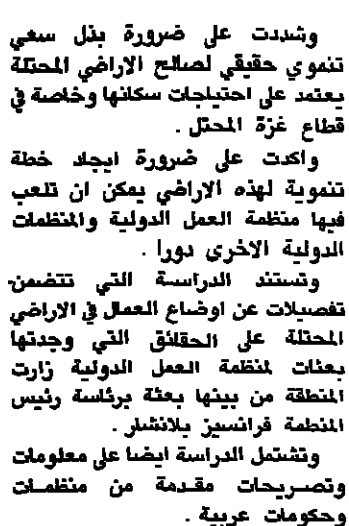 وشددت على ضرورة بذل سعي
تنموي حقيقي لصالح الاراضي المحتلة
يعتمد على احتياجات سكانها وخاصة في
قطاع غزة المحتل .
واكدت على ضرورة ايجاد خطة
تنموية لهذه الاراضي يمكن ان تلعب
فيها منظمة العمل الدولية والمنظمات
الدولية الاخرى دورا .
وتستند الدراسة التي تتضمن
تفصيلات عن اوضاع العمال في الاراضي
المحتلة على الحقائق التي وجدتها
بعثات لمنظمة العمل الدولية زارت
المنطقة من بينها بعثة برئاسة رئيس
المنظمة فرانسيز بلانشار .
وتشتمل الدراسة ايضا على معلومات
وتصريحات مقدمة من منظمات
وحكومات عربية .